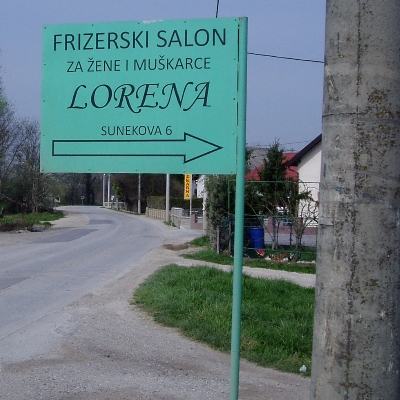 FRIZERSKI SALON
ZA ŽENE I MUŠKARCE
LORENA
SUNEKOVA 6